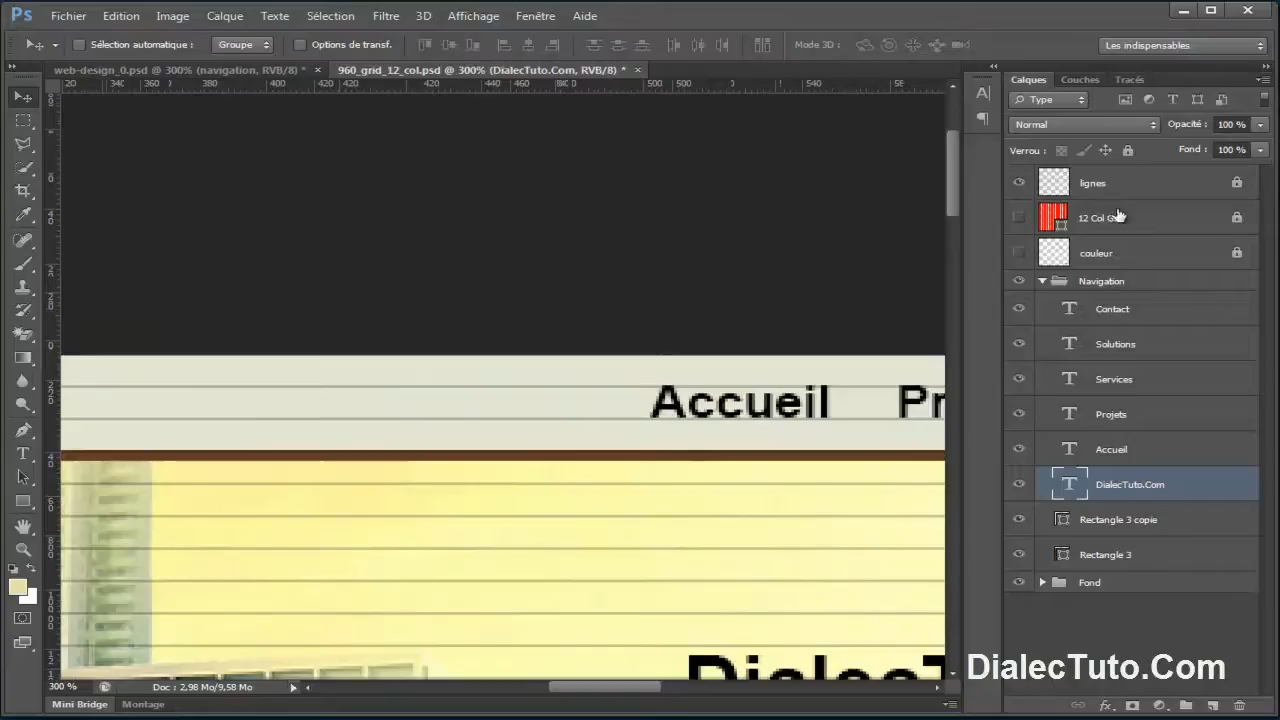 Ps Fichier Edition Image Calque Texte Sélection Filtre 3D Affichage Fenêtre Aide
Sélection automatique : Groupe Options de transf. Mode 3D : Les indispensables
web-design_0.psd @ 300% (navigation, RVB/8) * × 960_grid_12_col.psd @ 300% (DialecTuto.Com, RVB/8) * ×
Calques Couches Tracés
Type
Normal Opacité : 100 %
Verrou : Fond : 100 %
lignes
12 Col G
couleur
Navigation
Contact
Solutions
Services
Projets
Accueil
DialecTuto.Com
Rectangle 3 copie
Rectangle 3
Fond
Accueil Pr
DialecT
DialecTuto.Com
300 % Doc : 2,98 Mo/9,58 Mo
Mini Bridge Montage